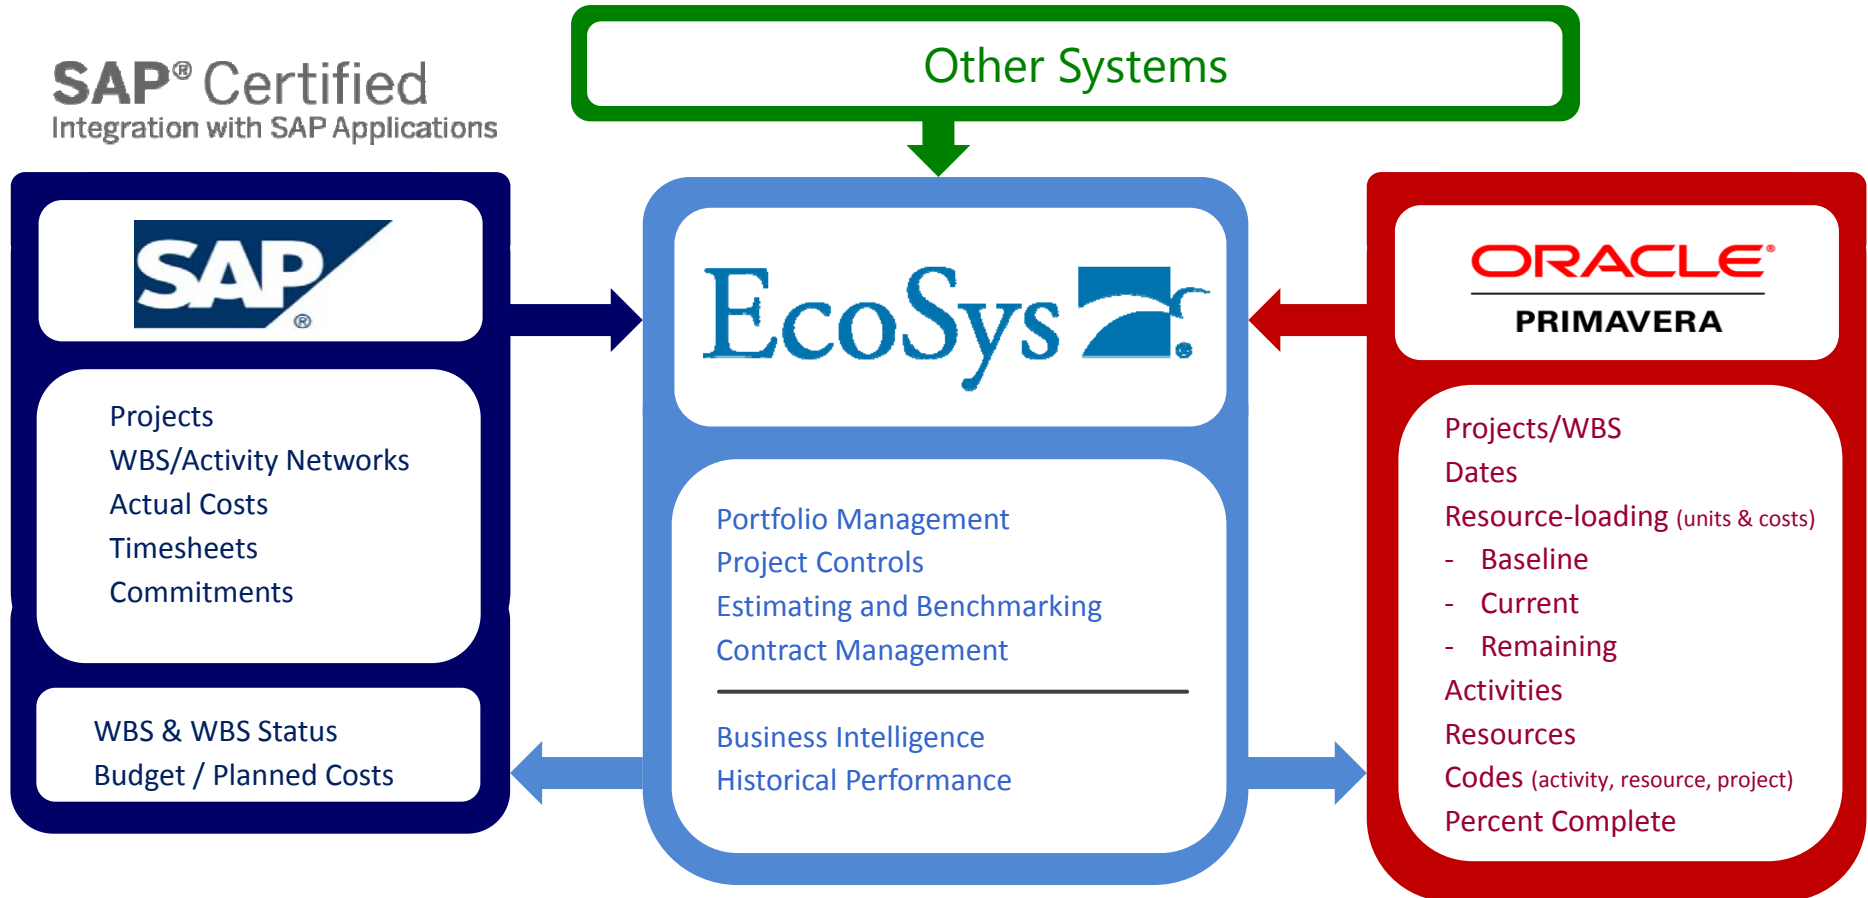 SAP® Certified
Integration with SAP Applications
Other Systems
SAP®
Projects
WBS/Activity Networks
Actual Costs
Timesheets
Commitments
WBS & WBS Status
Budget / Planned Costs
EcoSys®
Portfolio Management
Project Controls
Estimating and Benchmarking
Contract Management
Business Intelligence
Historical Performance
ORACLE®
PRIMAVERA
Projects/WBS
Dates
Resource-loading (units & costs)
- Baseline
- Current
- Remaining
Activities
Resources
Codes (activity, resource, project)
Percent Complete